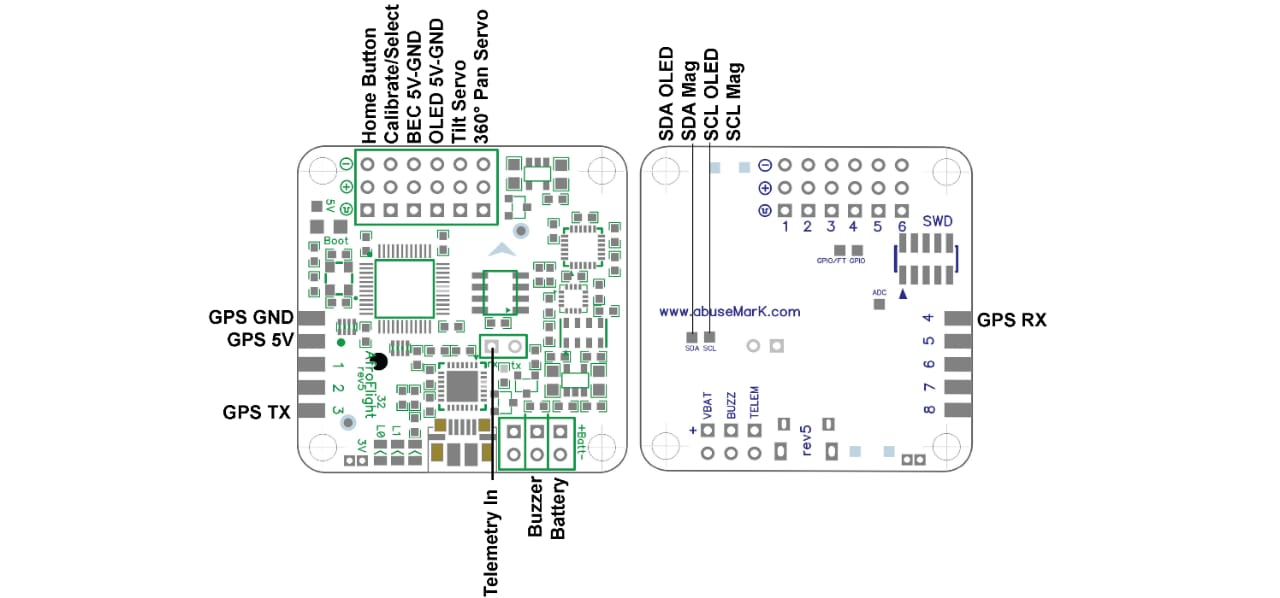 Home Button
Calibrate/Select
BEC 5V-GND
OLED 5V-GND
Tilt Servo
360° Pan Servo
SDA OLED
SDA Mag
SCL OLED
SCL Mag
5V
Boot
1 2 3 4 5 6
SWD
GPIO/FT GPIO
ADC
www.abuseMarK.com
GPS GND
GPS 5V
GPS TX
1
2
3
AfroFlight
32
rev5
tx
L0
L1
3V
+Batt-
4
5
6
7
8
GPS RX
SDA SCL
+
VBAT
BUZZ
TELEM
rev5
Telemetry In
Buzzer
Battery